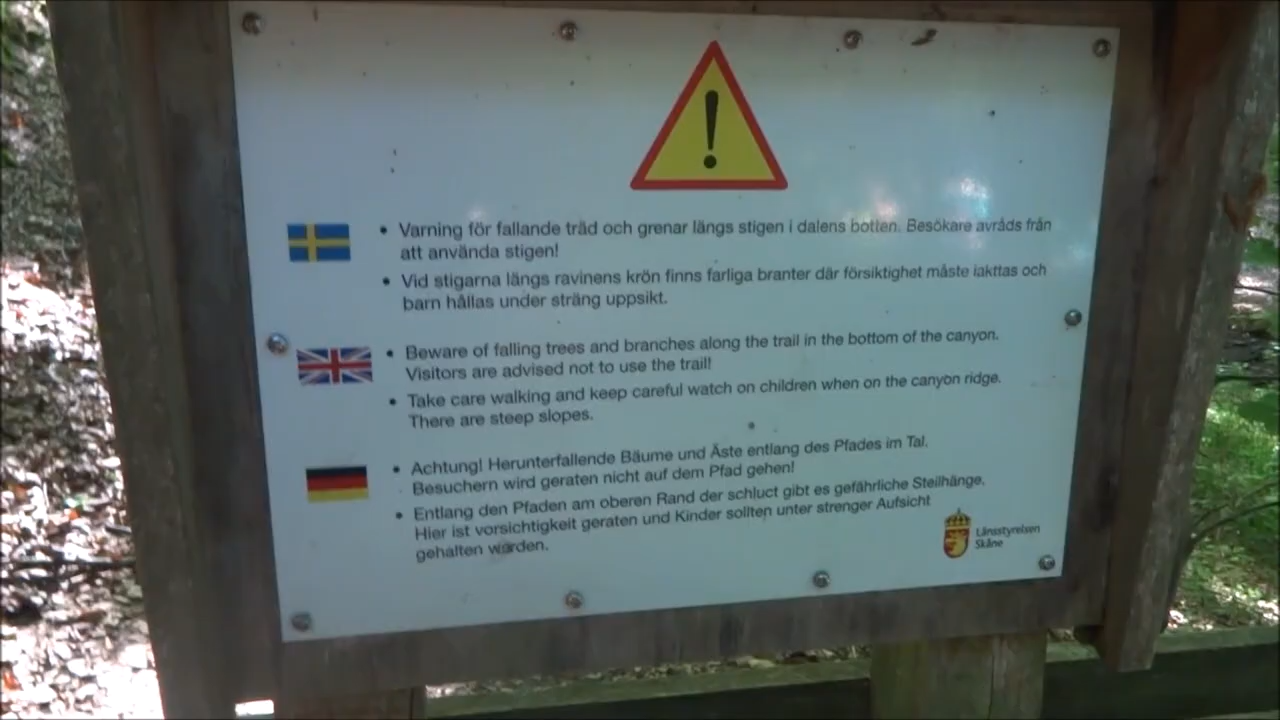 • Varning för fallande träd och grenar längs stigen i dalens botten. Besökare avråds från
att använda stigen!
• Vid stigarna längs ravinens krön finns farliga branter där försiktighet måste iakttas och
barn hållas under sträng uppsikt.
• Beware of falling trees and branches along the trail in the bottom of the canyon.
Visitors are advised not to use the trail!
• Take care walking and keep careful watch on children when on the canyon ridge.
There are steep slopes.
• Achtung! Herunterfallende Bäume und Äste entlang des Pfades im Tal.
Besuchern wird geraten nicht auf dem Pfad gehen!
• Entlang den Pfaden am oberen Rand der schluct gibt es gefährliche Steilhänge.
Hier ist vorsichtigkeit geraten und Kinder sollten unter strenger Aufsicht
gehalten warden.
Länsstyrelsen
Skåne